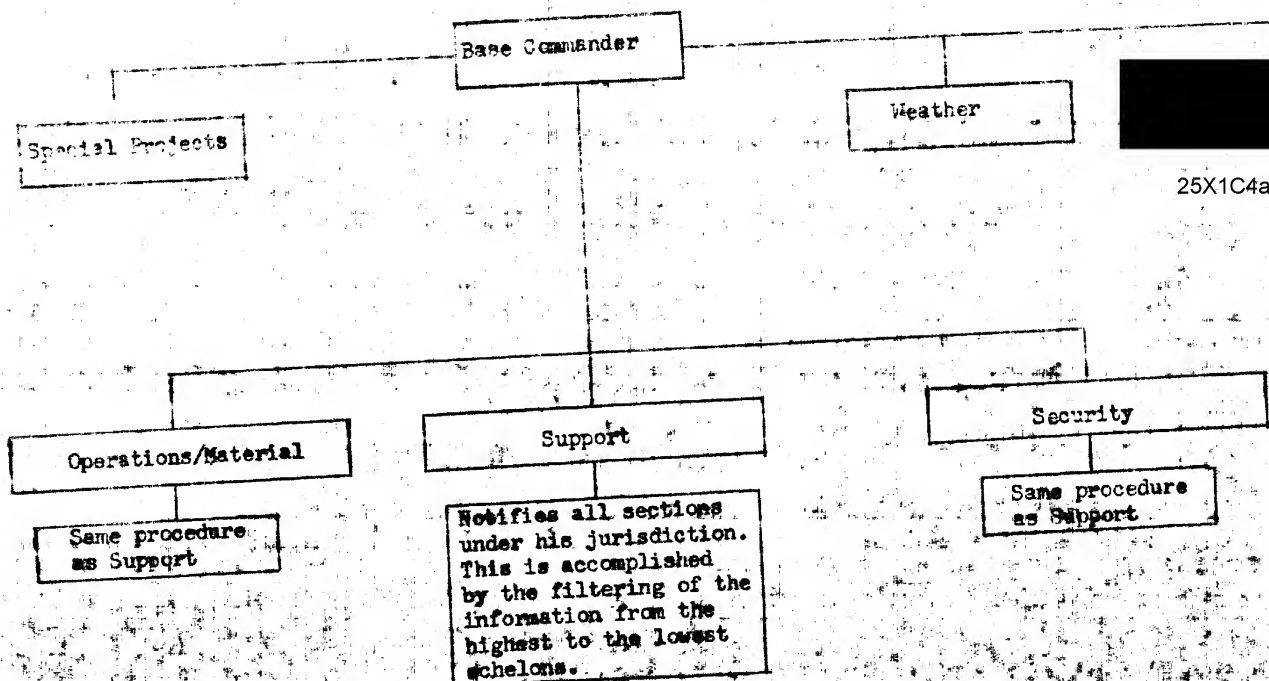 Base Commander
Special Projects
Weather
25X1C4a
Operations/Material
Support
Security
Same procedure
as Support
Notifies all sections
under his jurisdiction.
This is accomplished
by the filtering of the
information from the
highest to the lowest
echelons.
Same procedure
as Support